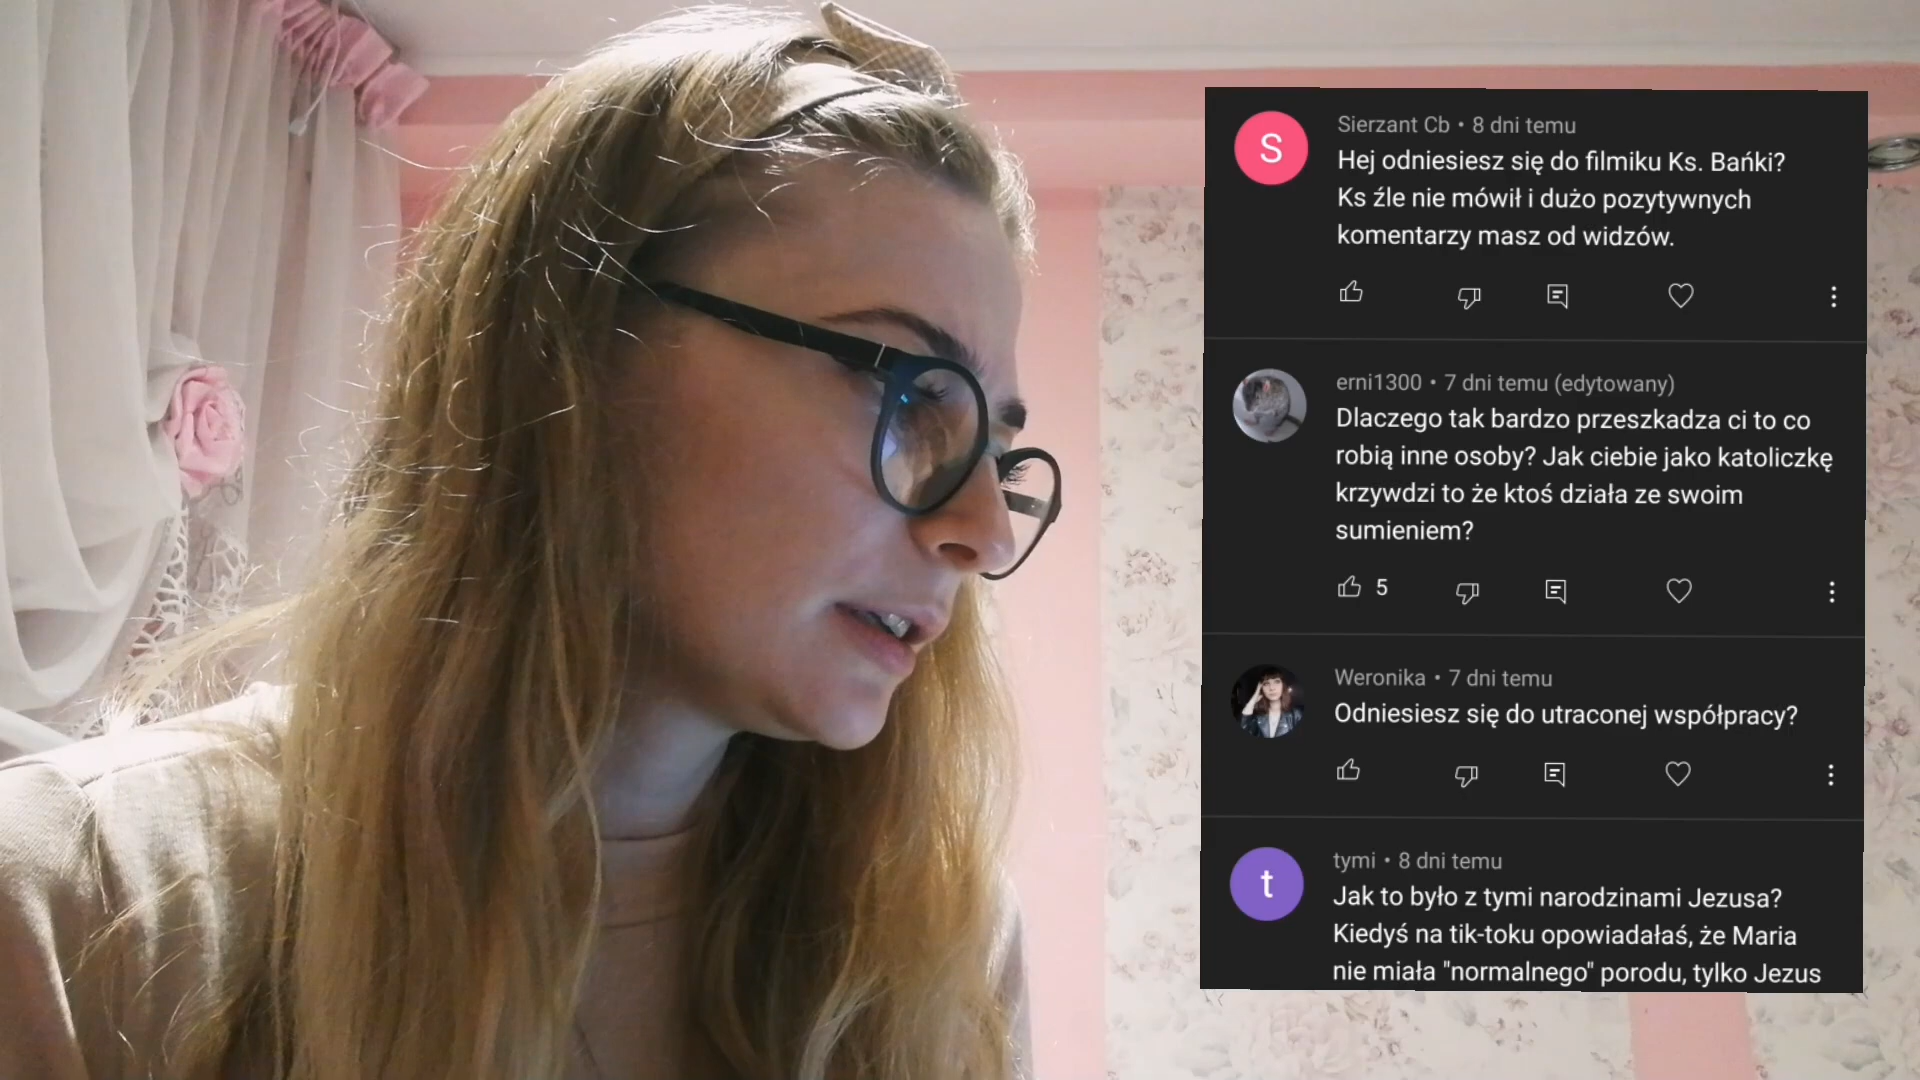 S
Sierzant Cb • 8 dni temu
Hej odniesiesz się do filmiku Ks. Bańki?
Ks źle nie mówił i dużo pozytywnych
komentarzy masz od widzów.
erni1300 • 7 dni temu (edytowany)
Dlaczego tak bardzo przeszkadza ci to co
robią inne osoby? Jak ciebie jako katoliczkę
krzywdzi to że ktoś działa ze swoim
sumieniem?
5
Weronika • 7 dni temu
Odniesiesz się do utraconej współpracy?
t
tymi • 8 dni temu
Jak to było z tymi narodzinami Jezusa?
Kiedyś na tik-toku opowiadałaś, że Maria
nie miała "normalnego" porodu, tylko Jezus